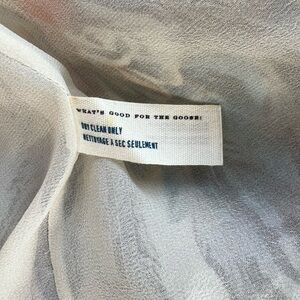 WHAT'S GOOD FOR THE GOOSE!
DRY CLEAN ONLY
NETTOYAGE A SEC SEULEMENT